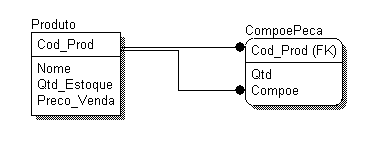 Produto
Cod_Prod
Nome
Qtd_Estoque
Preco_Venda
CompoePeca
Cod_Prod (FK)
Qtd
Compoe